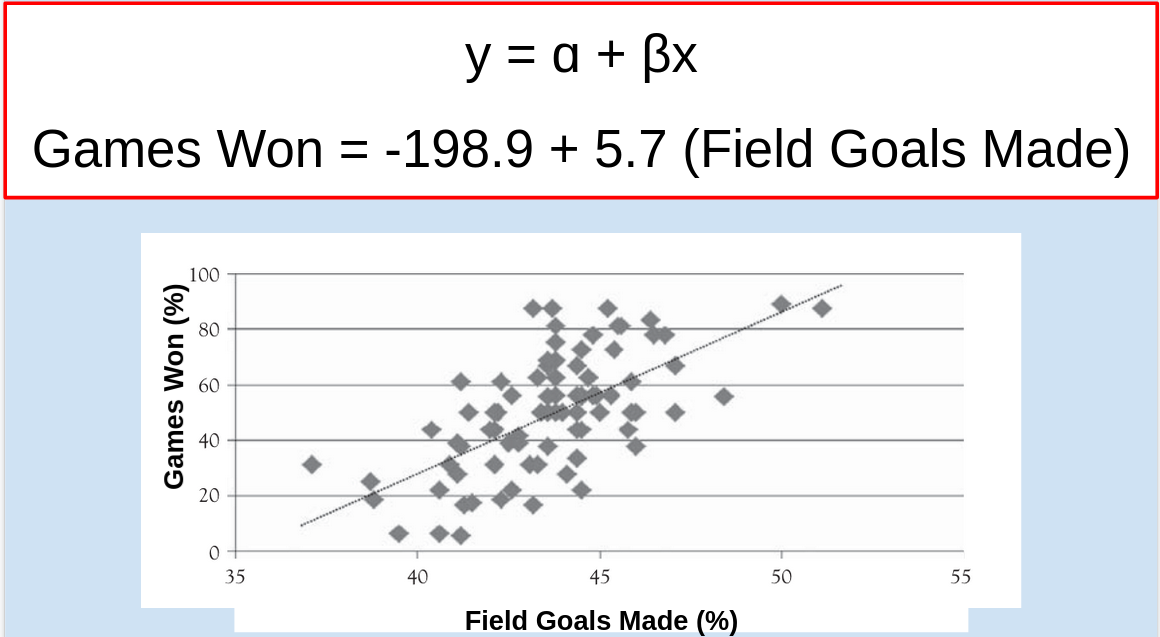 y = α + βx
Games Won = -198.9 + 5.7 (Field Goals Made)
Games Won (%)
100
80
60
40
20
0
35 40 45 50 55
Field Goals Made (%)